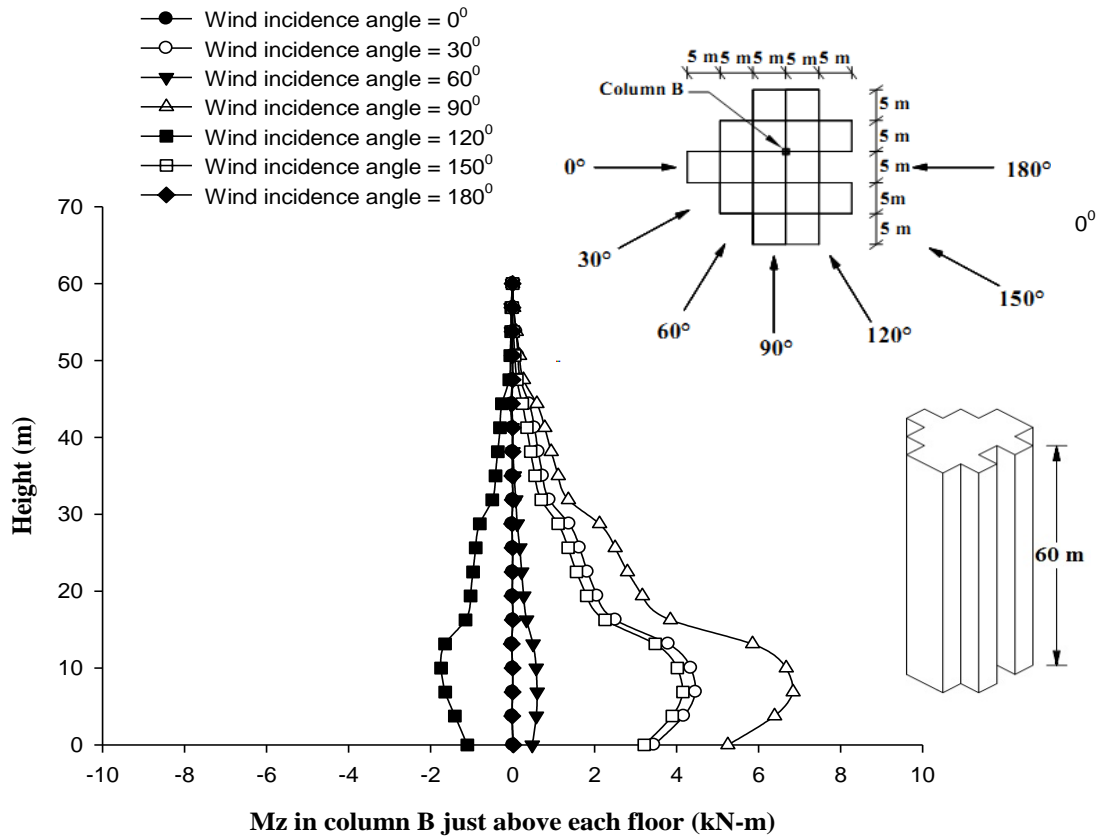 Wind incidence angle = 0⁰
Wind incidence angle = 30⁰
Wind incidence angle = 60⁰
Wind incidence angle = 90⁰
Wind incidence angle = 120⁰
Wind incidence angle = 150⁰
Wind incidence angle = 180⁰
5 m 5 m 5 m 5 m 5 m
Column B
5 m
5 m
5 m
5m
5 m
0°
180°
30°
150°
60°
120°
90°
0⁰
60 m
70
60
50
40
30
20
10
0
Height (m)
-10 -8 -6 -4 -2 0 2 4 6 8 10
Mz in column B just above each floor (kN-m)